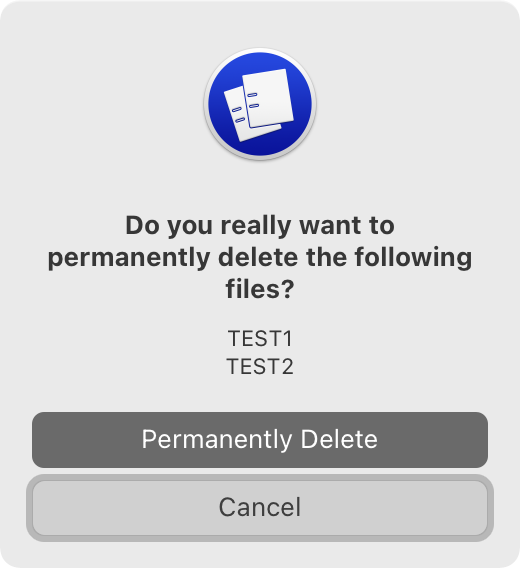 Do you really want to
permanently delete the following
files?
TEST1
TEST2
Permanently Delete
Cancel